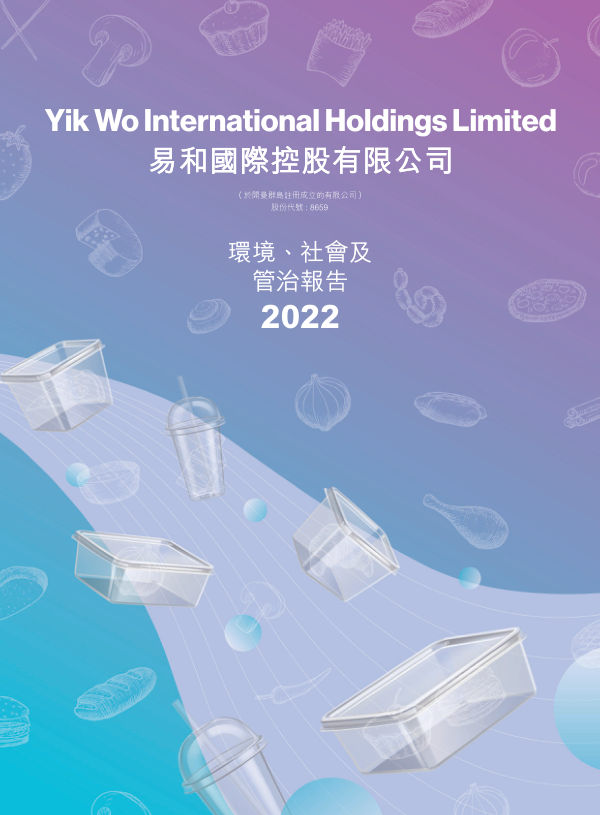 Yik Wo International Holdings Limited
易和國際控股有限公司
（於開曼群島註冊成立的有限公司）
股份代號：8659
環境、社會及
管治報告
2022